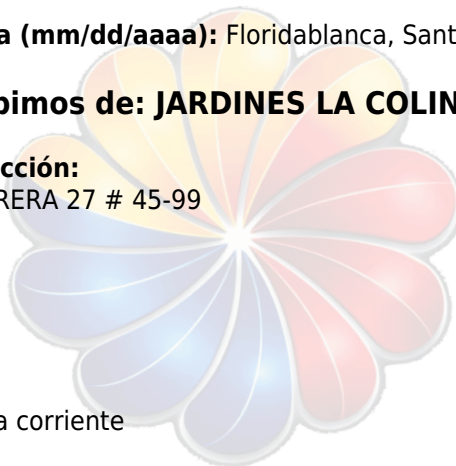 a (mm/dd/aaaa): Floridablanca, Sant
bimos de: JARDINES LA COLIN
cción:
RERA 27 # 45-99
a corriente